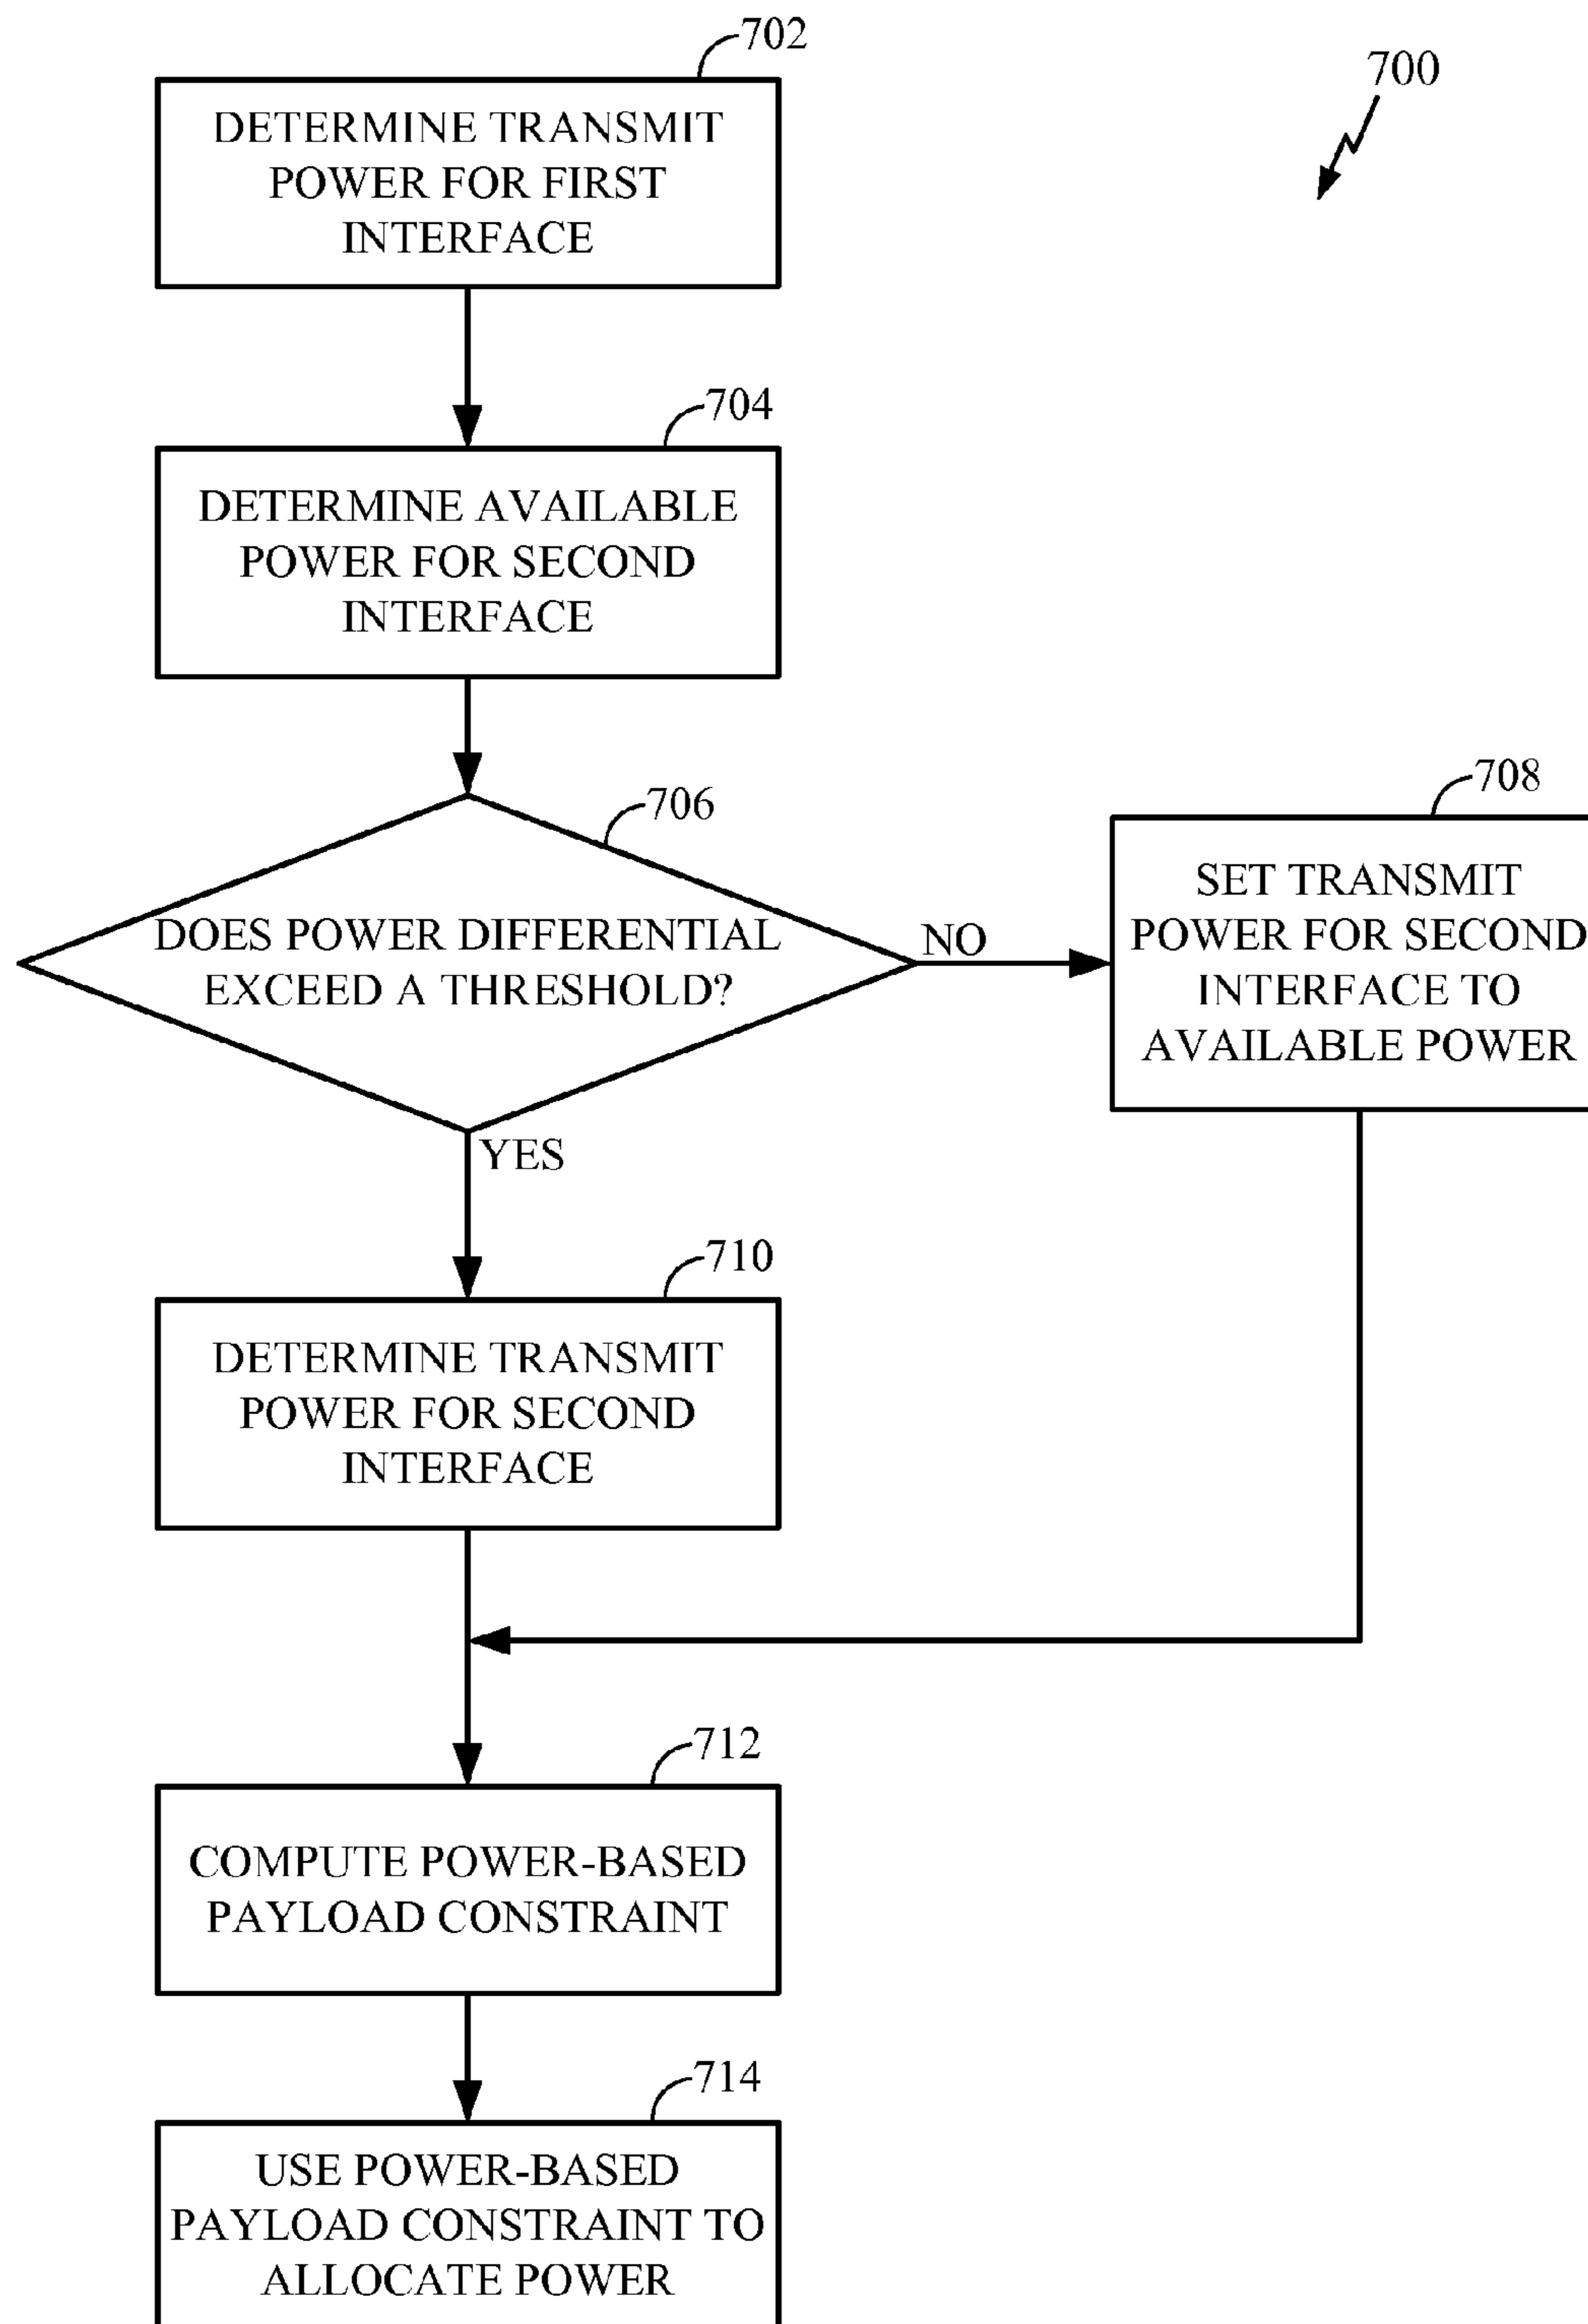 702
700
DETERMINE TRANSMIT
POWER FOR FIRST
INTERFACE
704
DETERMINE AVAILABLE
POWER FOR SECOND
INTERFACE
706
DOES POWER DIFFERENTIAL
EXCEED A THRESHOLD?
NO
708
SET TRANSMIT
POWER FOR SECOND
INTERFACE TO
AVAILABLE POWER
YES
710
DETERMINE TRANSMIT
POWER FOR SECOND
INTERFACE
712
COMPUTE POWER-BASED
PAYLOAD CONSTRAINT
714
USE POWER-BASED
PAYLOAD CONSTRAINT TO
ALLOCATE POWER